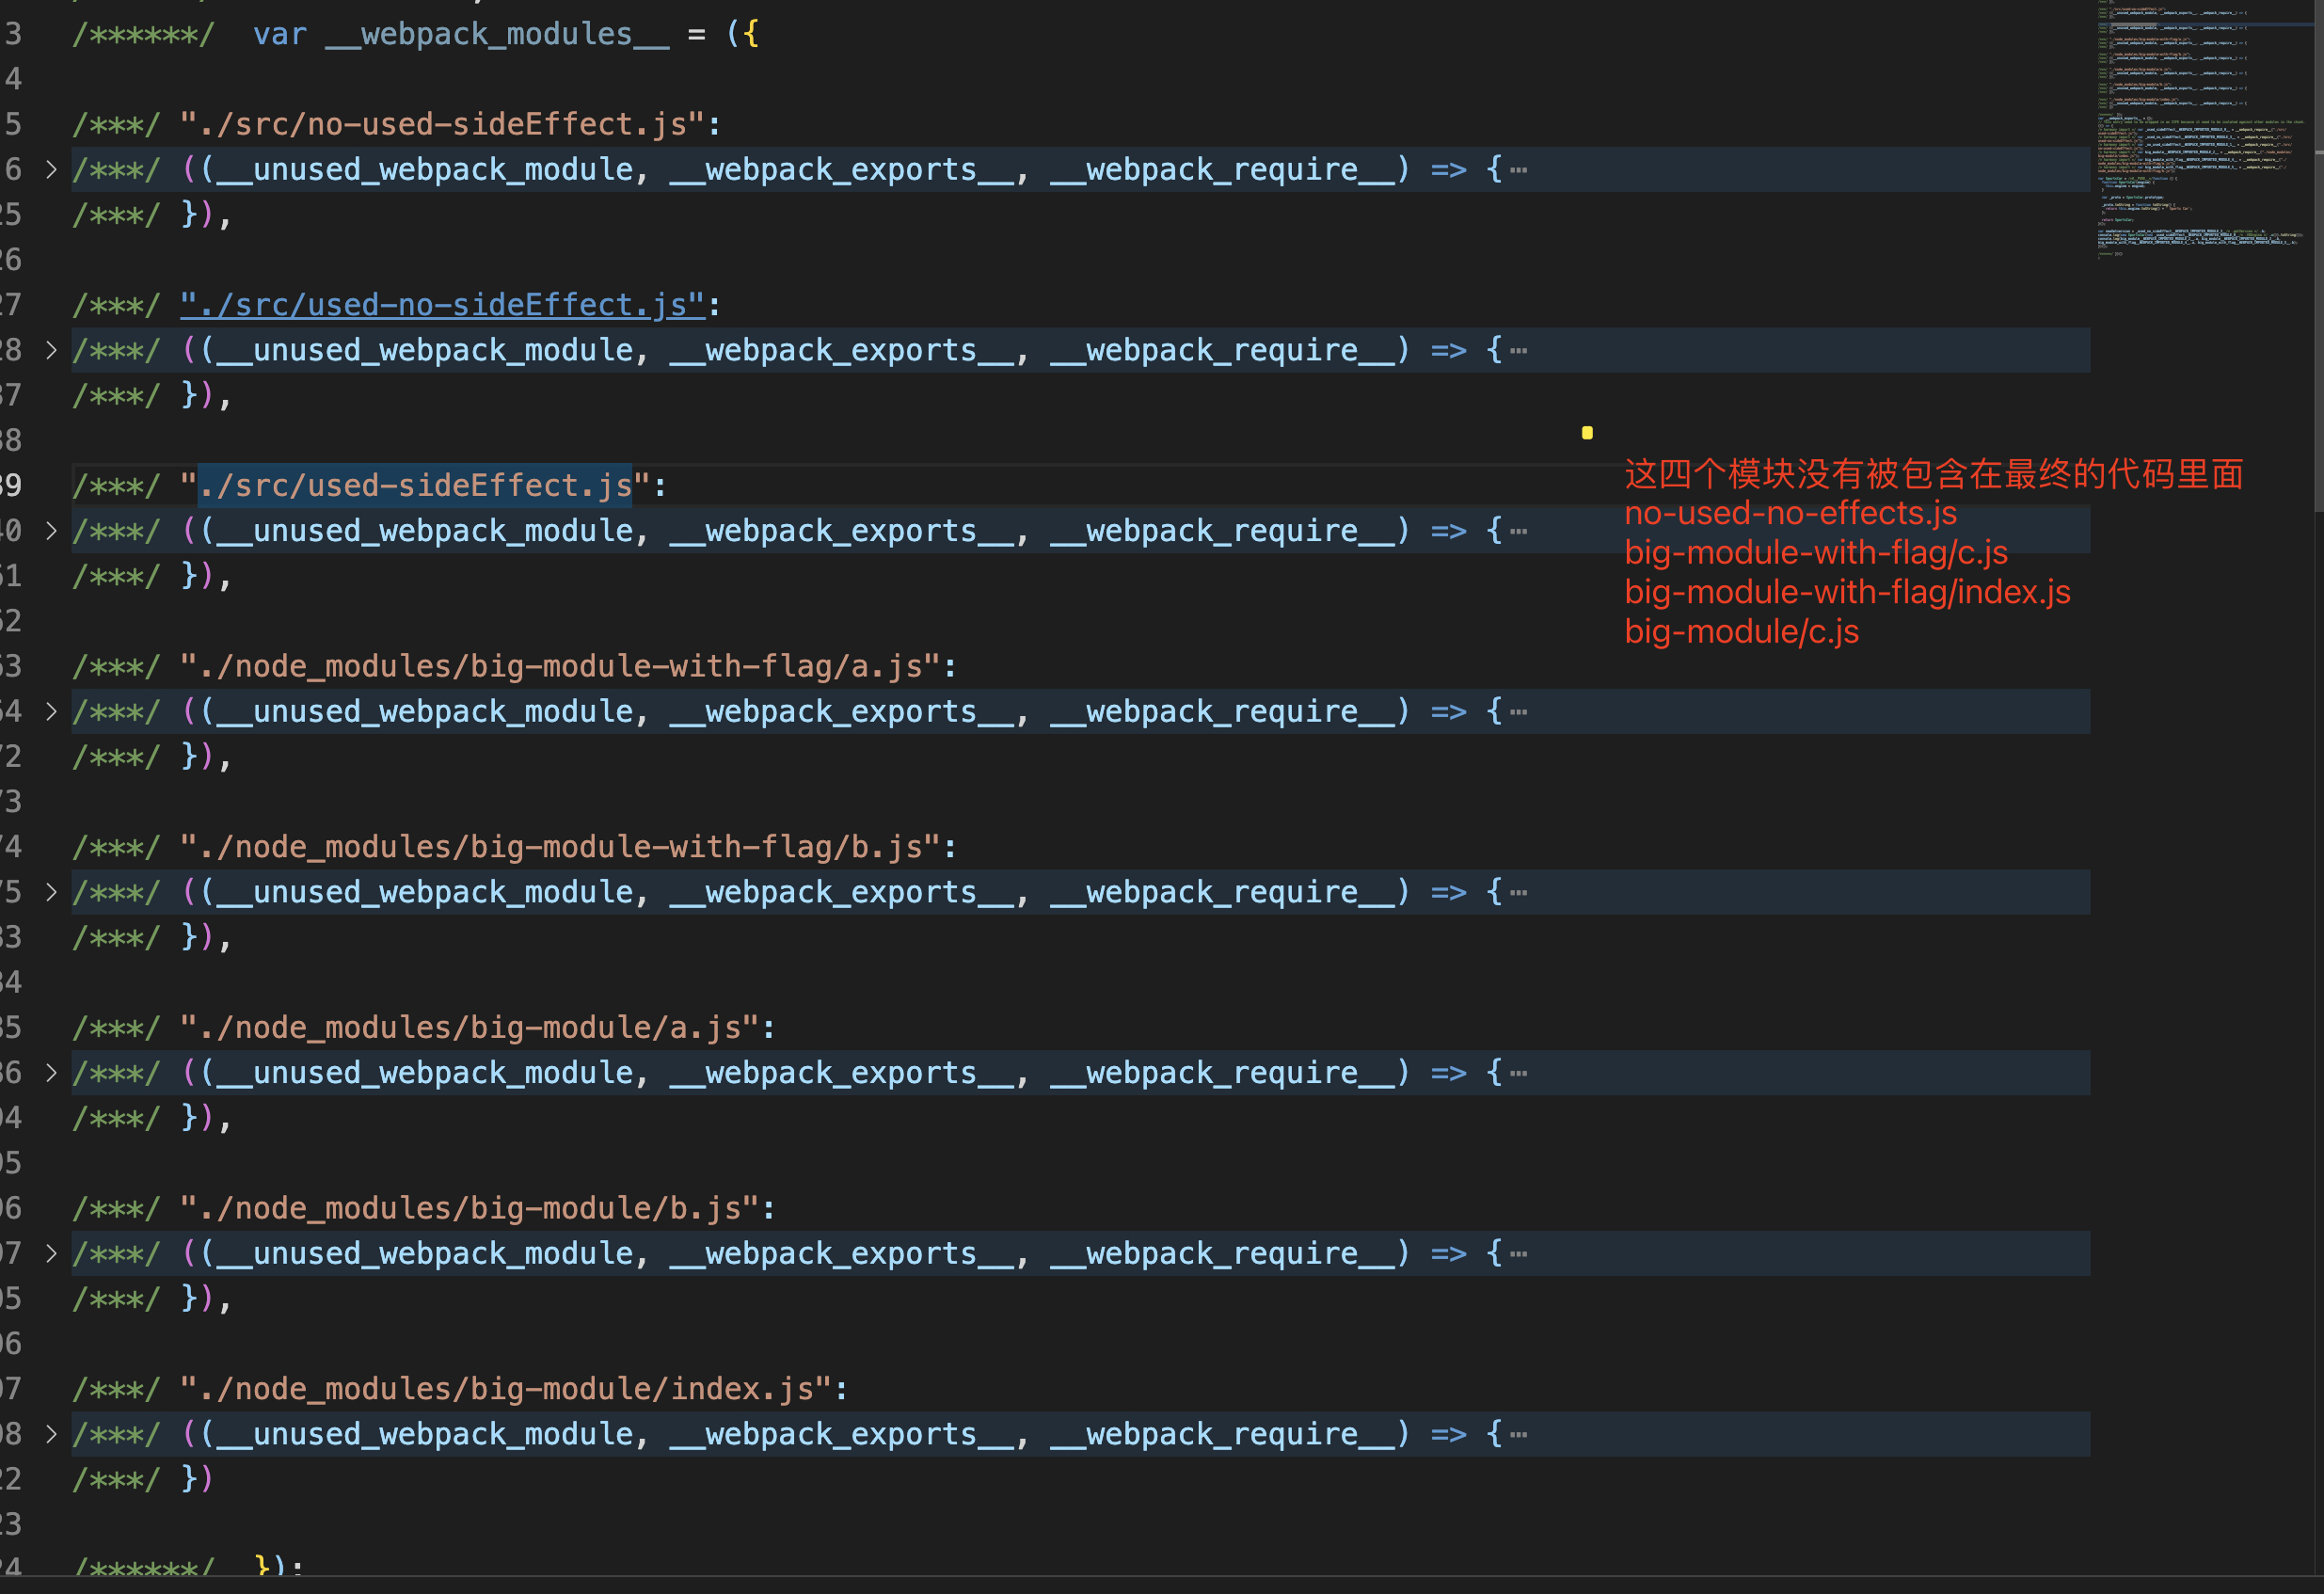 3 /******/ var __webpack_modules__ = ({
4
5 /***/ "./src/no-used-sideEffect.js":
6 > /***/ ((__unused_webpack_module, __webpack_exports__, __webpack_require__) => {⋯
25 /***/ }),
26
27 /***/ "./src/used-no-sideEffect.js":
28 > /***/ ((__unused_webpack_module, __webpack_exports__, __webpack_require__) => {⋯
37 /***/ }),
38
39 /***/ "./src/used-sideEffect.js":
这四个模块没有被包含在最终的代码里面
no-used-no-effects.js
big-module-with-flag/c.js
big-module-with-flag/index.js
big-module/c.js
40 > /***/ ((__unused_webpack_module, __webpack_exports__, __webpack_require__) => {⋯
61 /***/ }),
62
63 /***/ "./node_modules/big-module-with-flag/a.js":
64 > /***/ ((__unused_webpack_module, __webpack_exports__, __webpack_require__) => {⋯
72 /***/ }),
73
74 /***/ "./node_modules/big-module-with-flag/b.js":
75 > /***/ ((__unused_webpack_module, __webpack_exports__, __webpack_require__) => {⋯
83 /***/ }),
84
85 /***/ "./node_modules/big-module/a.js":
86 > /***/ ((__unused_webpack_module, __webpack_exports__, __webpack_require__) => {⋯
94 /***/ }),
95
96 /***/ "./node_modules/big-module/b.js":
97 > /***/ ((__unused_webpack_module, __webpack_exports__, __webpack_require__) => {⋯
05 /***/ }),
06
07 /***/ "./node_modules/big-module/index.js":
08 > /***/ ((__unused_webpack_module, __webpack_exports__, __webpack_require__) => {⋯
22 /***/ })
23
24 /******/ });